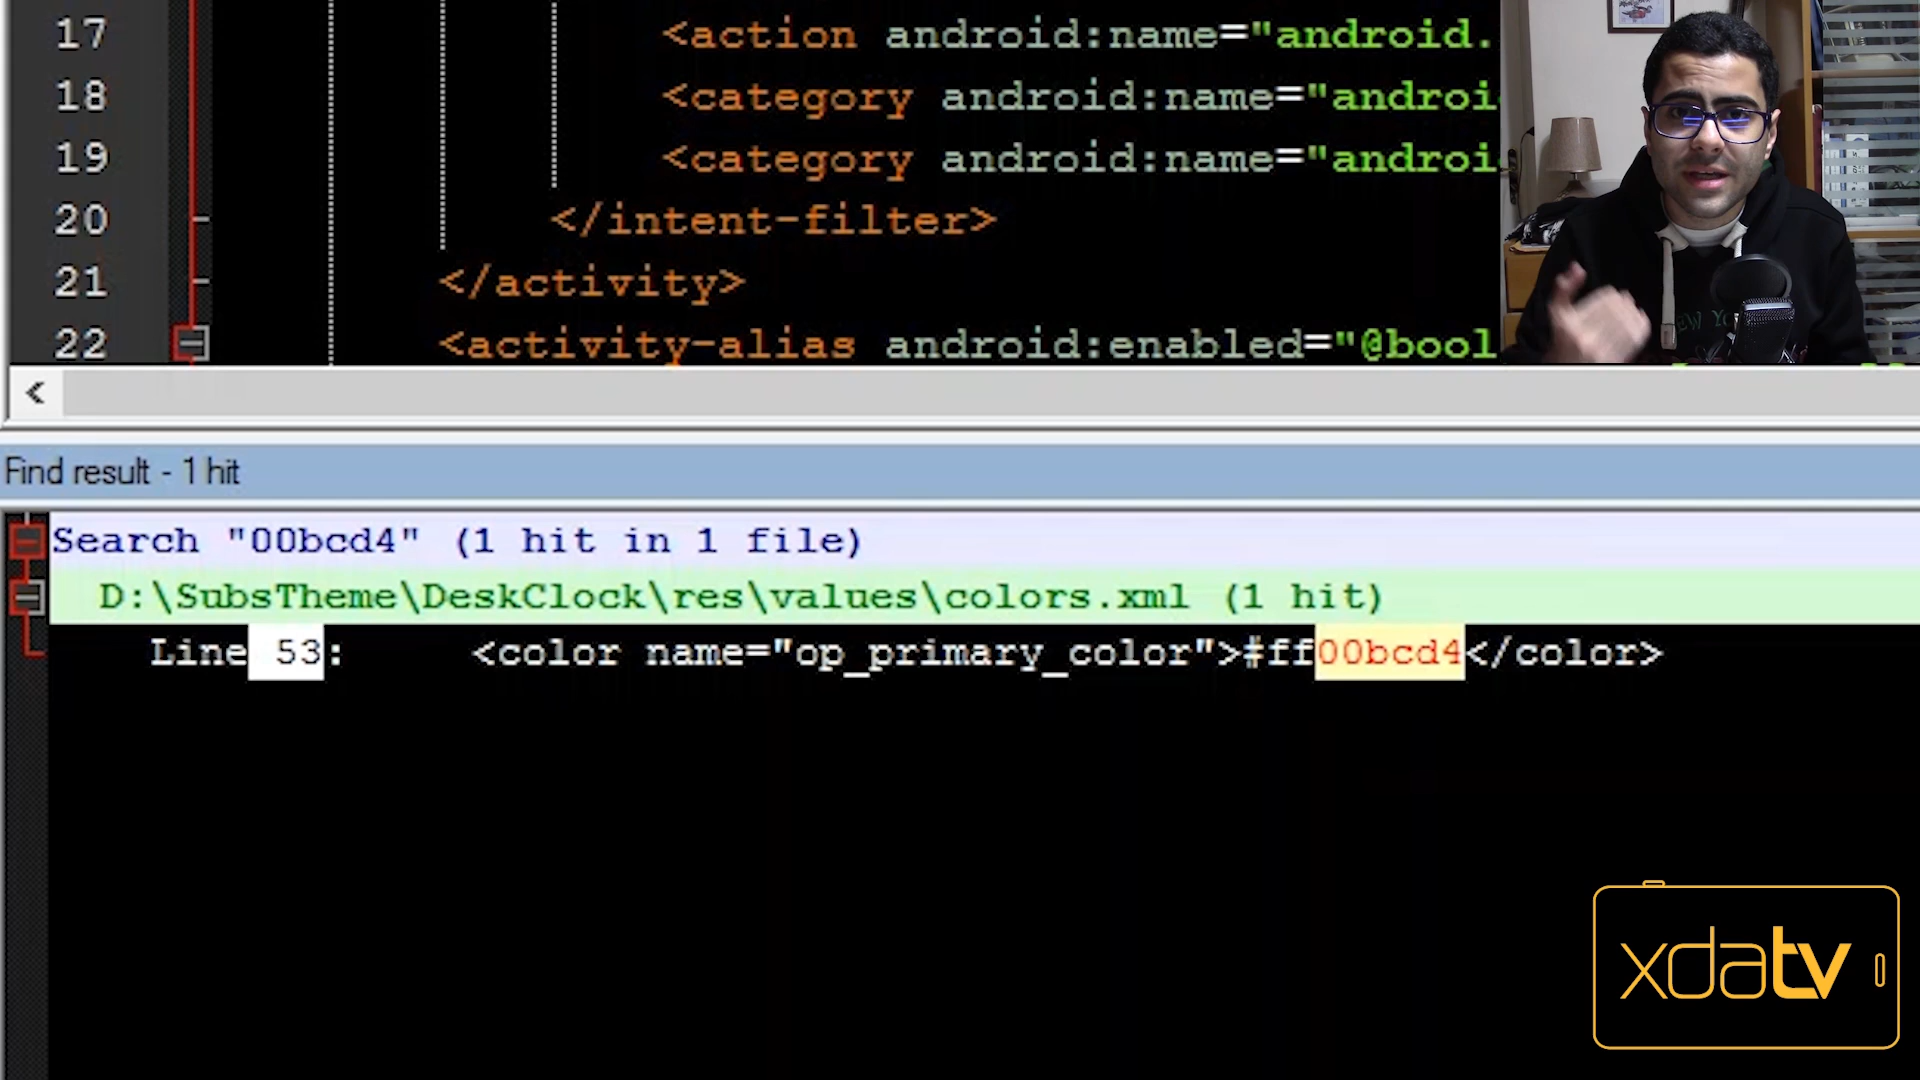 17 <action android:name="android.
18 <category android:name="androi
19 <category android:name="androi
20 </intent-filter>
21 </activity>
22 <activity-alias android:enabled="@bool
Find result - 1 hit
Search "00bcd4" (1 hit in 1 file)
D:\SubsTheme\DeskClock\res\values\colors.xml (1 hit)
Line 53: <color name="op_primary_color">#ff00bcd4</color>
xdatv